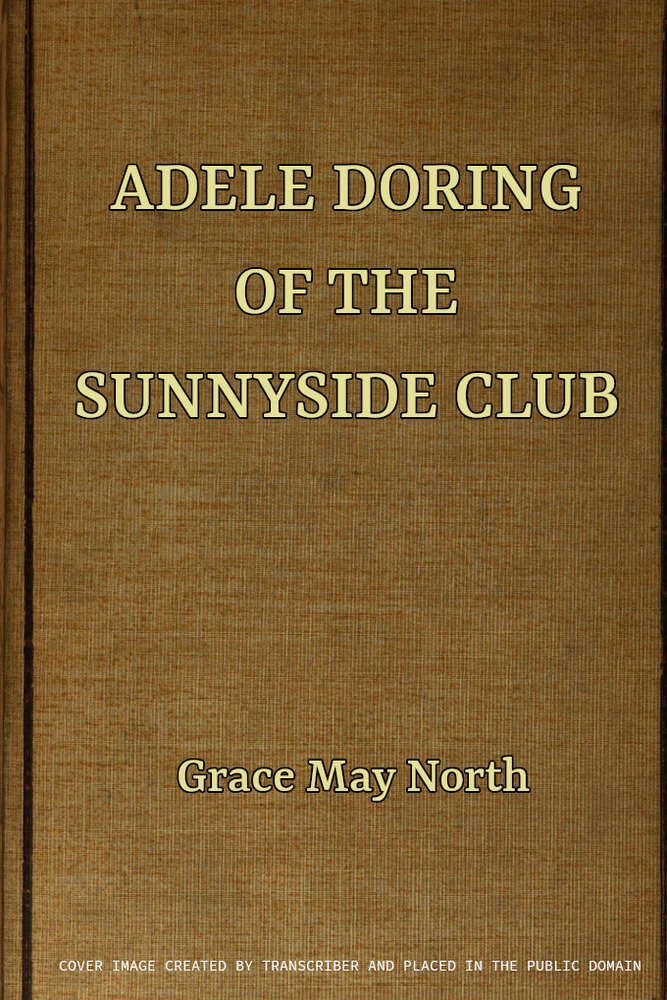 ADELE DORING
OF THE
SUNNYSIDE CLUB
Grace May North
COVER IMAGE CREATED BY TRANSCRIBER AND PLACED IN THE PUBLIC DOMAIN